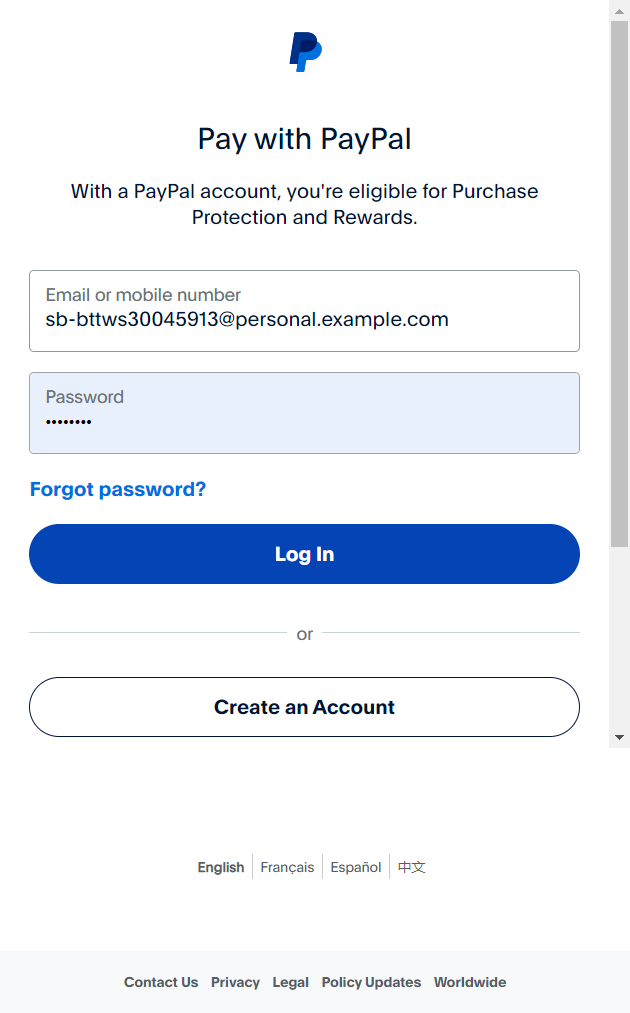 Pay with PayPal
With a PayPal account, you're eligible for Purchase
Protection and Rewards.
Email or mobile number
sb-bttws30045913@personal.example.com
Password
••••••••
Forgot password?
Log In
or
Create an Account
English Français Español 中文
Contact Us Privacy Legal Policy Updates Worldwide